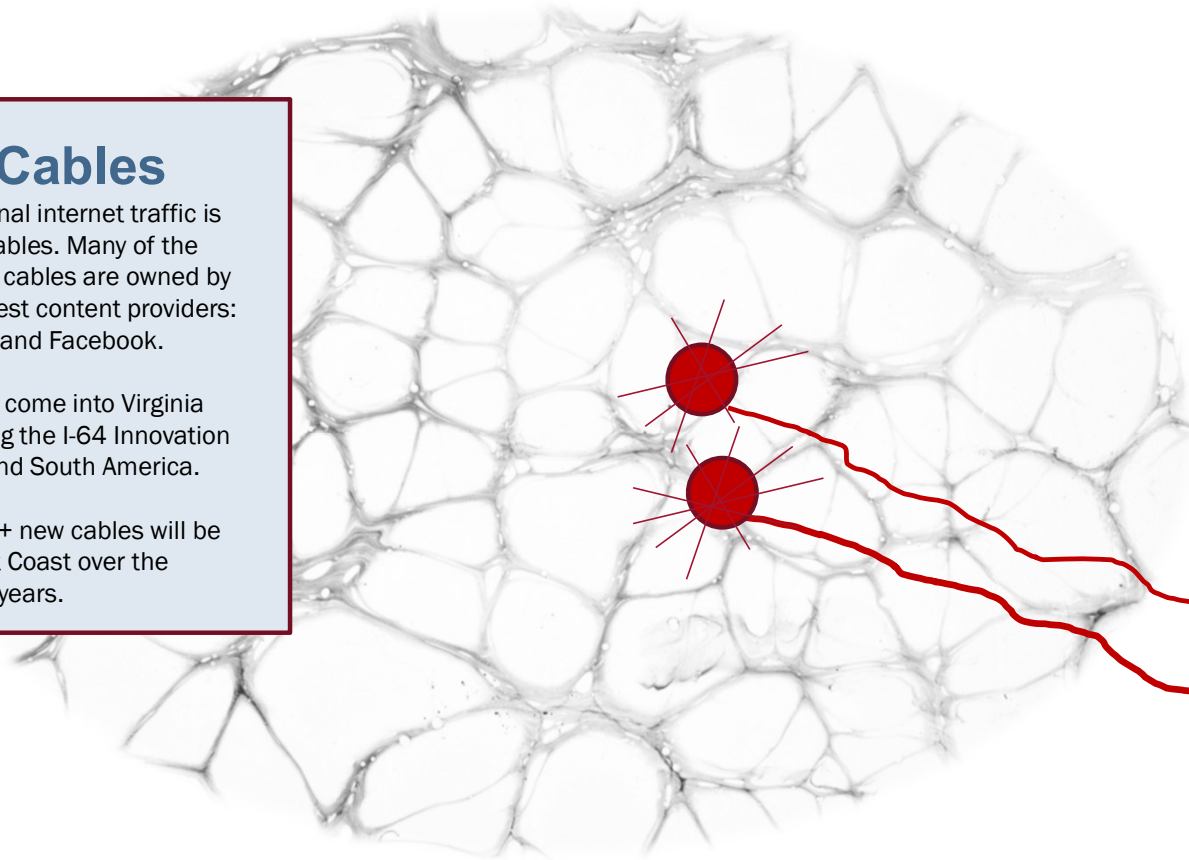 Cables
nal internet traffic is
ables. Many of the
cables are owned by
est content providers:
and Facebook.
come into Virginia
g the I-64 Innovation
nd South America.
+ new cables will be
Coast over the
years.